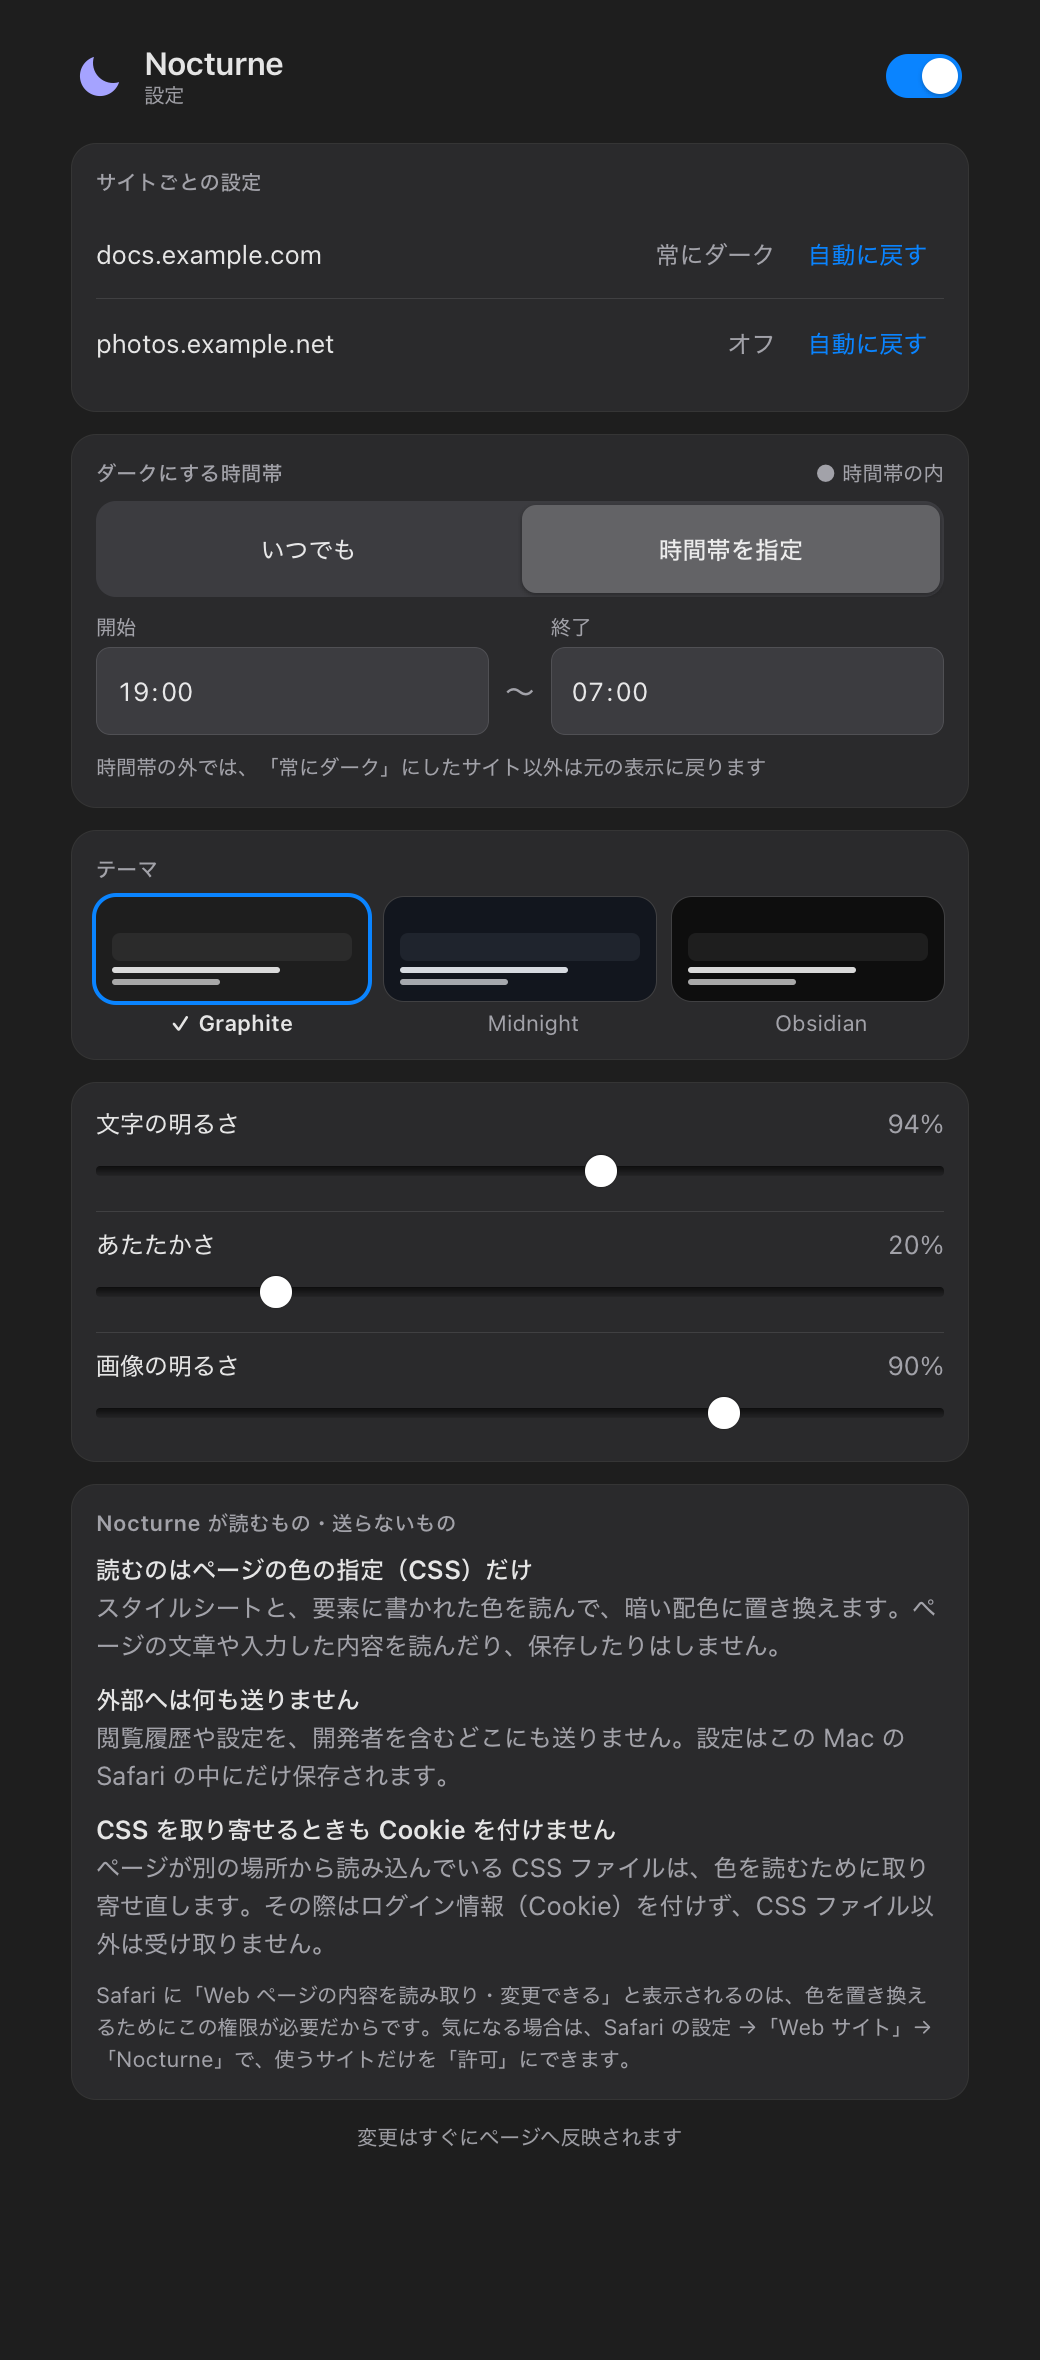 Nocturne
設定
サイトごとの設定
docs.example.com 常にダーク 自動に戻す
photos.example.net オフ 自動に戻す
ダークにする時間帯 時間帯の内
いつでも 時間帯を指定
開始 終了
19:00 〜 07:00
時間帯の外では、「常にダーク」にしたサイト以外は元の表示に戻ります
テーマ
✓ Graphite Midnight Obsidian
文字の明るさ 94%
あたたかさ 20%
画像の明るさ 90%
Nocturne が読むもの・送らないもの
読むのはページの色の指定（CSS）だけ
スタイルシートと、要素に書かれた色を読んで、暗い配色に置き換えます。ペ
ージの文章や入力した内容を読んだり、保存したりはしません。
外部へは何も送りません
閲覧履歴や設定を、開発者を含むどこにも送りません。設定はこの Mac の
Safari の中にだけ保存されます。
CSS を取り寄せるときも Cookie を付けません
ページが別の場所から読み込んでいる CSS ファイルは、色を読むために取り
寄せ直します。その際はログイン情報（Cookie）を付けず、CSS ファイル以
外は受け取りません。
Safari に「Web ページの内容を読み取り・変更できる」と表示されるのは、色を置き換え
るためにこの権限が必要だからです。気になる場合は、Safari の設定 →「Web サイト」→
「Nocturne」で、使うサイトだけを「許可」にできます。
変更はすぐにページへ反映されます